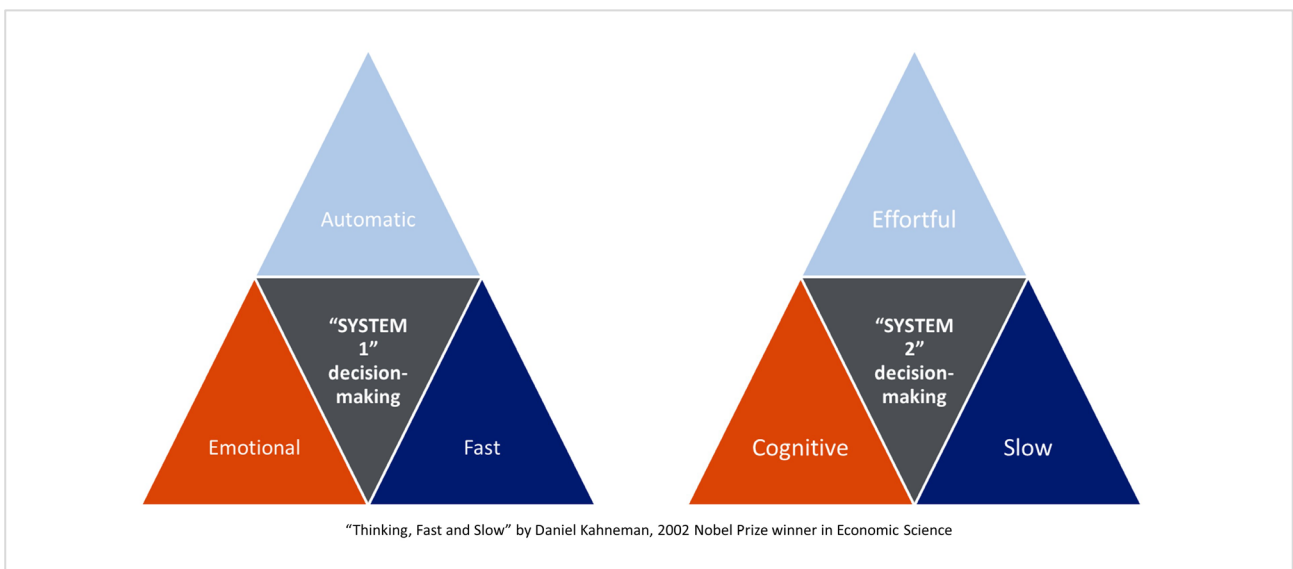 Automatic
“SYSTEM
1”
decision-
making
Emotional
Fast
Effortful
“SYSTEM
2”
decision-
making
Cognitive
Slow
“Thinking, Fast and Slow” by Daniel Kahneman, 2002 Nobel Prize winner in Economic Science